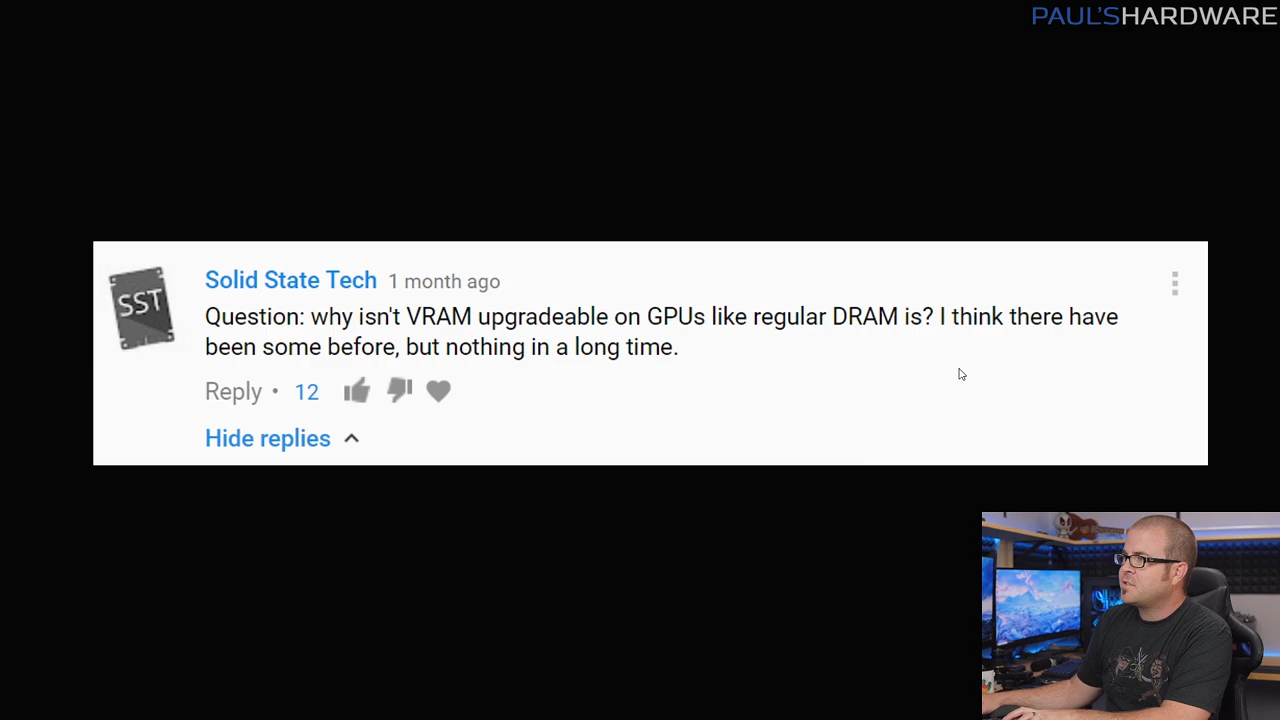 PAUL'SHARDWARE
SST
Solid State Tech 1 month ago
Question: why isn't VRAM upgradeable on GPUs like regular DRAM is? I think there have
been some before, but nothing in a long time.
Reply • 12
Hide replies